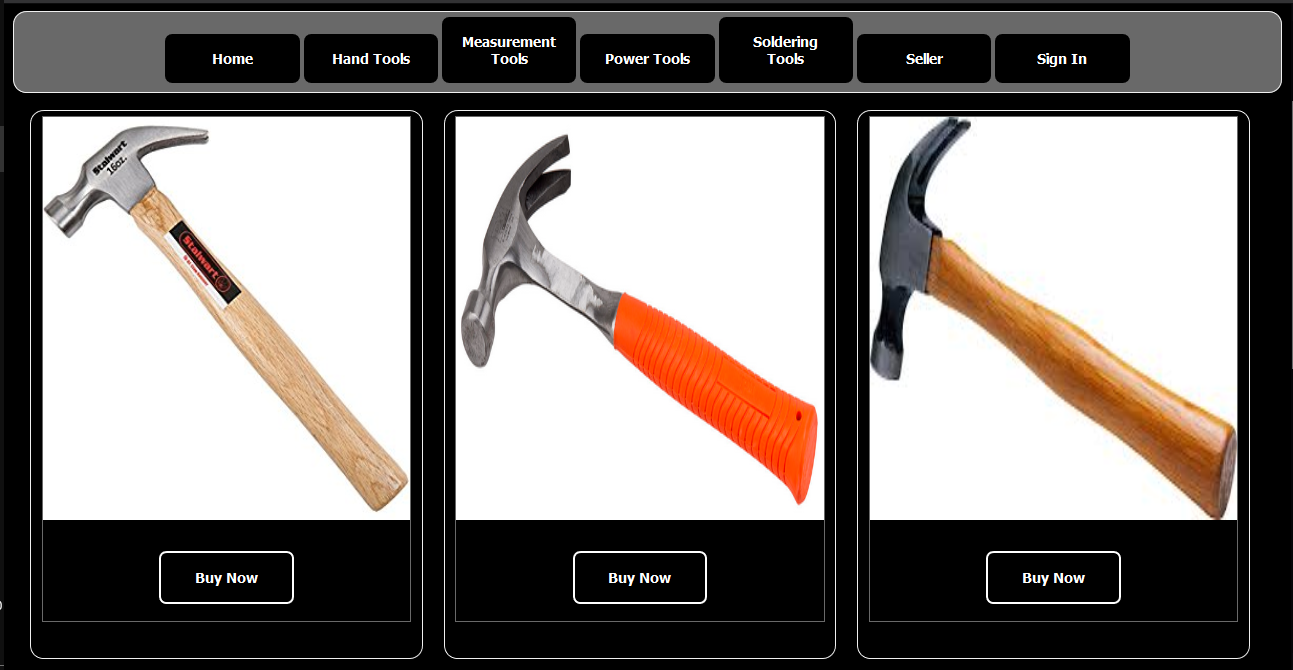 Home
Hand Tools
Measurement
Tools
Power Tools
Soldering
Tools
Seller
Sign In
Stalwart
16oz.
Stalwart
Buy Now
Buy Now
Buy Now